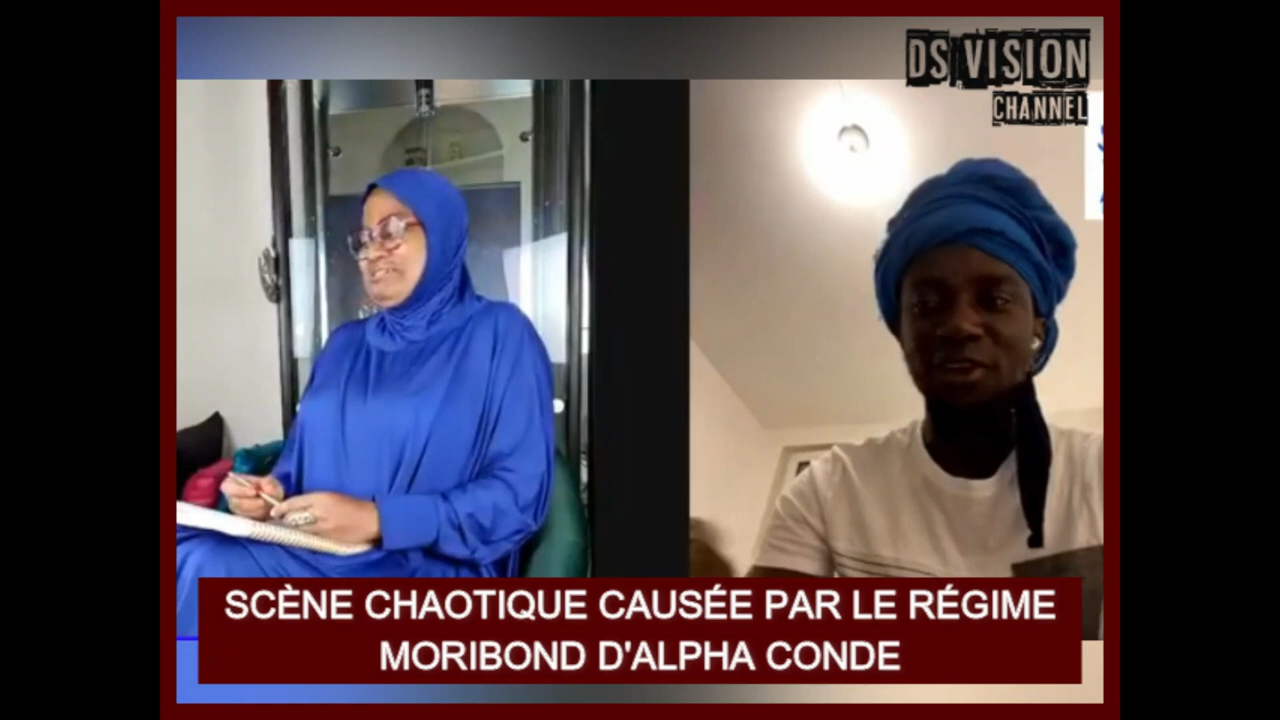 DS VISION
CHANNEL
SCÈNE CHAOTIQUE CAUSÉE PAR LE RÉGIME
MORIBOND D'ALPHA CONDE